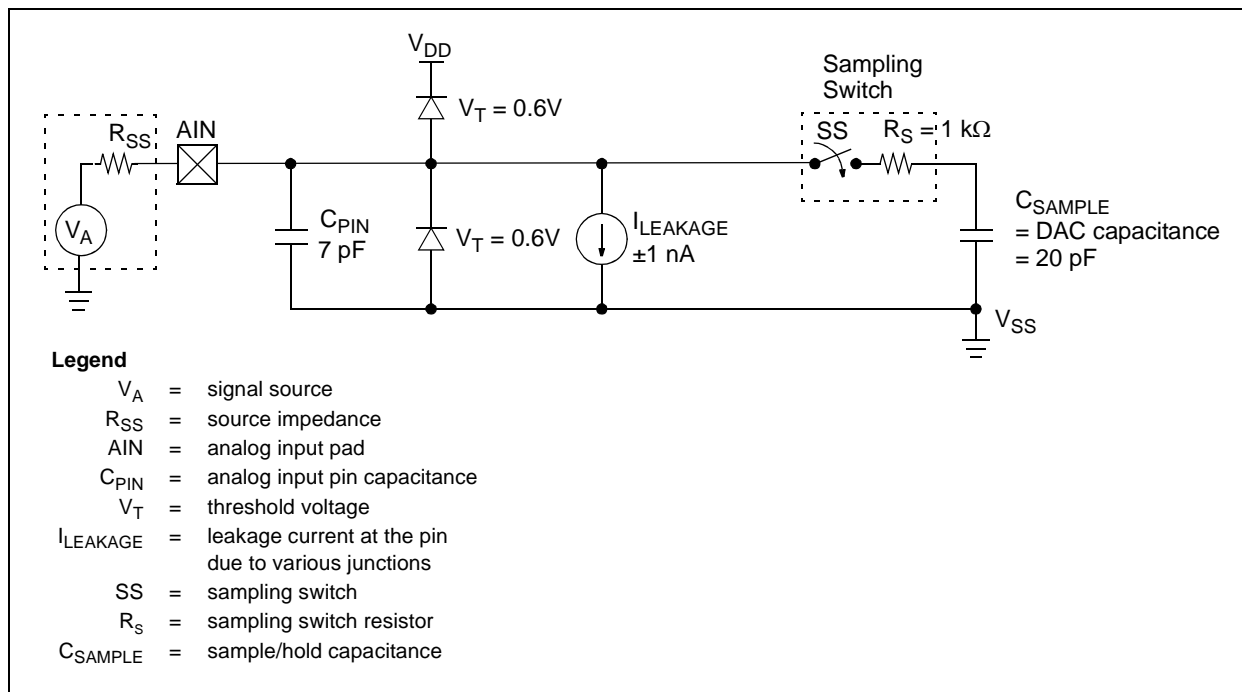 VDD
VT = 0.6V
Sampling
Switch
RSS
AIN
SS
RS = 1 kΩ
VA
CPIN
7 pF
VT = 0.6V
ILEAKAGE
±1 nA
CSAMPLE
= DAC capacitance
= 20 pF
VSS
Legend
VA = signal source
RSS = source impedance
AIN = analog input pad
CPIN = analog input pin capacitance
VT = threshold voltage
ILEAKAGE = leakage current at the pin
due to various junctions
SS = sampling switch
RS = sampling switch resistor
CSAMPLE = sample/hold capacitance